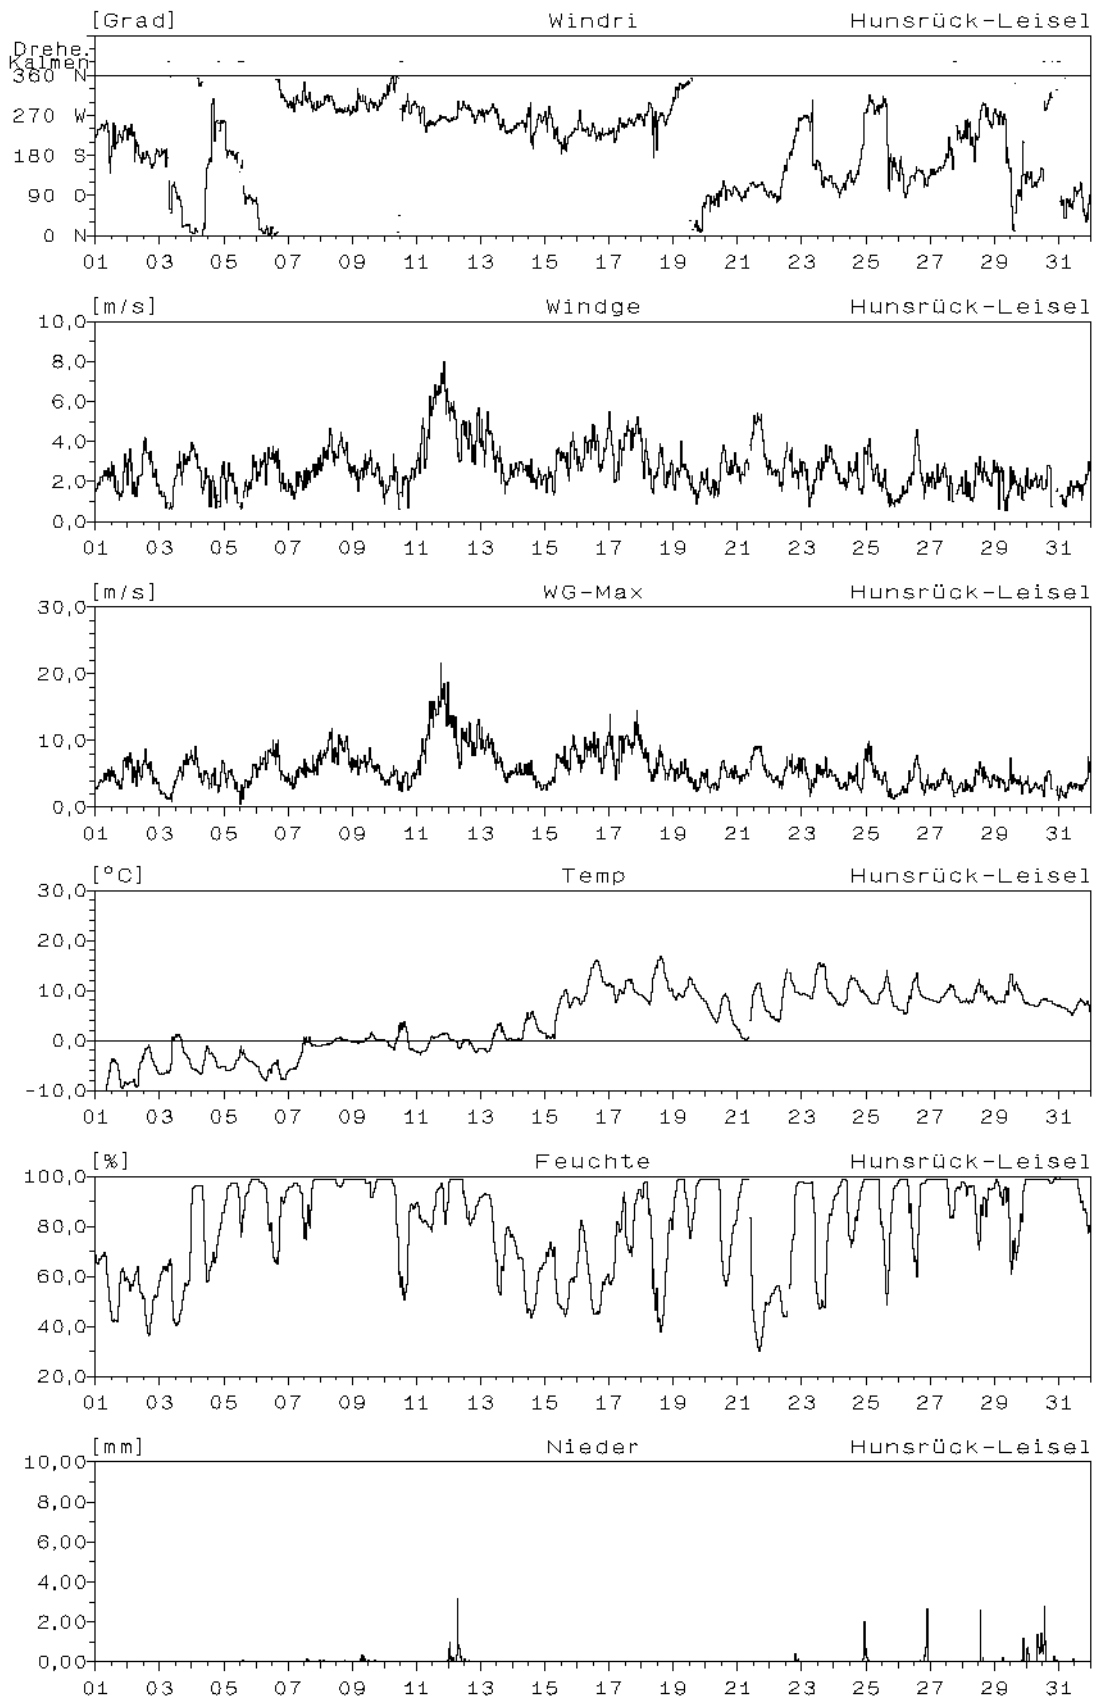 [Grad] Windri Hunsrück-Leisel
Drehe.
Kalmen
360 N
270 W
180 S
90 O
0 N
01 03 05 07 09 11 13 15 17 19 21 23 25 27 29 31
[m/s] Windge Hunsrück-Leisel
10,0
8,0
6,0
4,0
2,0
0,0
01 03 05 07 09 11 13 15 17 19 21 23 25 27 29 31
[m/s] WG-Max Hunsrück-Leisel
30,0
20,0
10,0
0,0
01 03 05 07 09 11 13 15 17 19 21 23 25 27 29 31
[°C] Temp Hunsrück-Leisel
30,0
20,0
10,0
0,0
-10,0
01 03 05 07 09 11 13 15 17 19 21 23 25 27 29 31
[%] Feuchte Hunsrück-Leisel
100,0
80,0
60,0
40,0
20,0
01 03 05 07 09 11 13 15 17 19 21 23 25 27 29 31
[mm] Nieder Hunsrück-Leisel
10,00
8,00
6,00
4,00
2,00
0,00
01 03 05 07 09 11 13 15 17 19 21 23 25 27 29 31